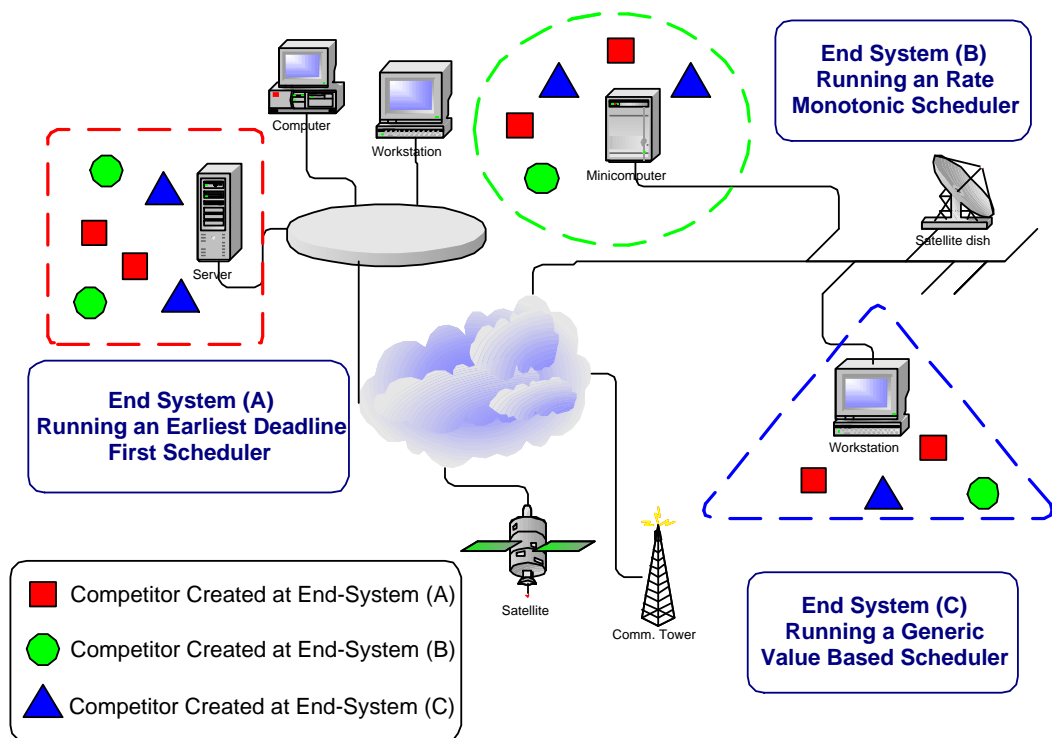 End System (B)
Running an Rate
Monotonic Scheduler
Computer
Workstation
Minicomputer
Satellite dish
Server
End System (A)
Running an Earliest Deadline
First Scheduler
Workstation
Satellite
Comm. Tower
End System (C)
Running a Generic
Value Based Scheduler
Competitor Created at End-System (A)
Competitor Created at End-System (B)
Competitor Created at End-System (C)